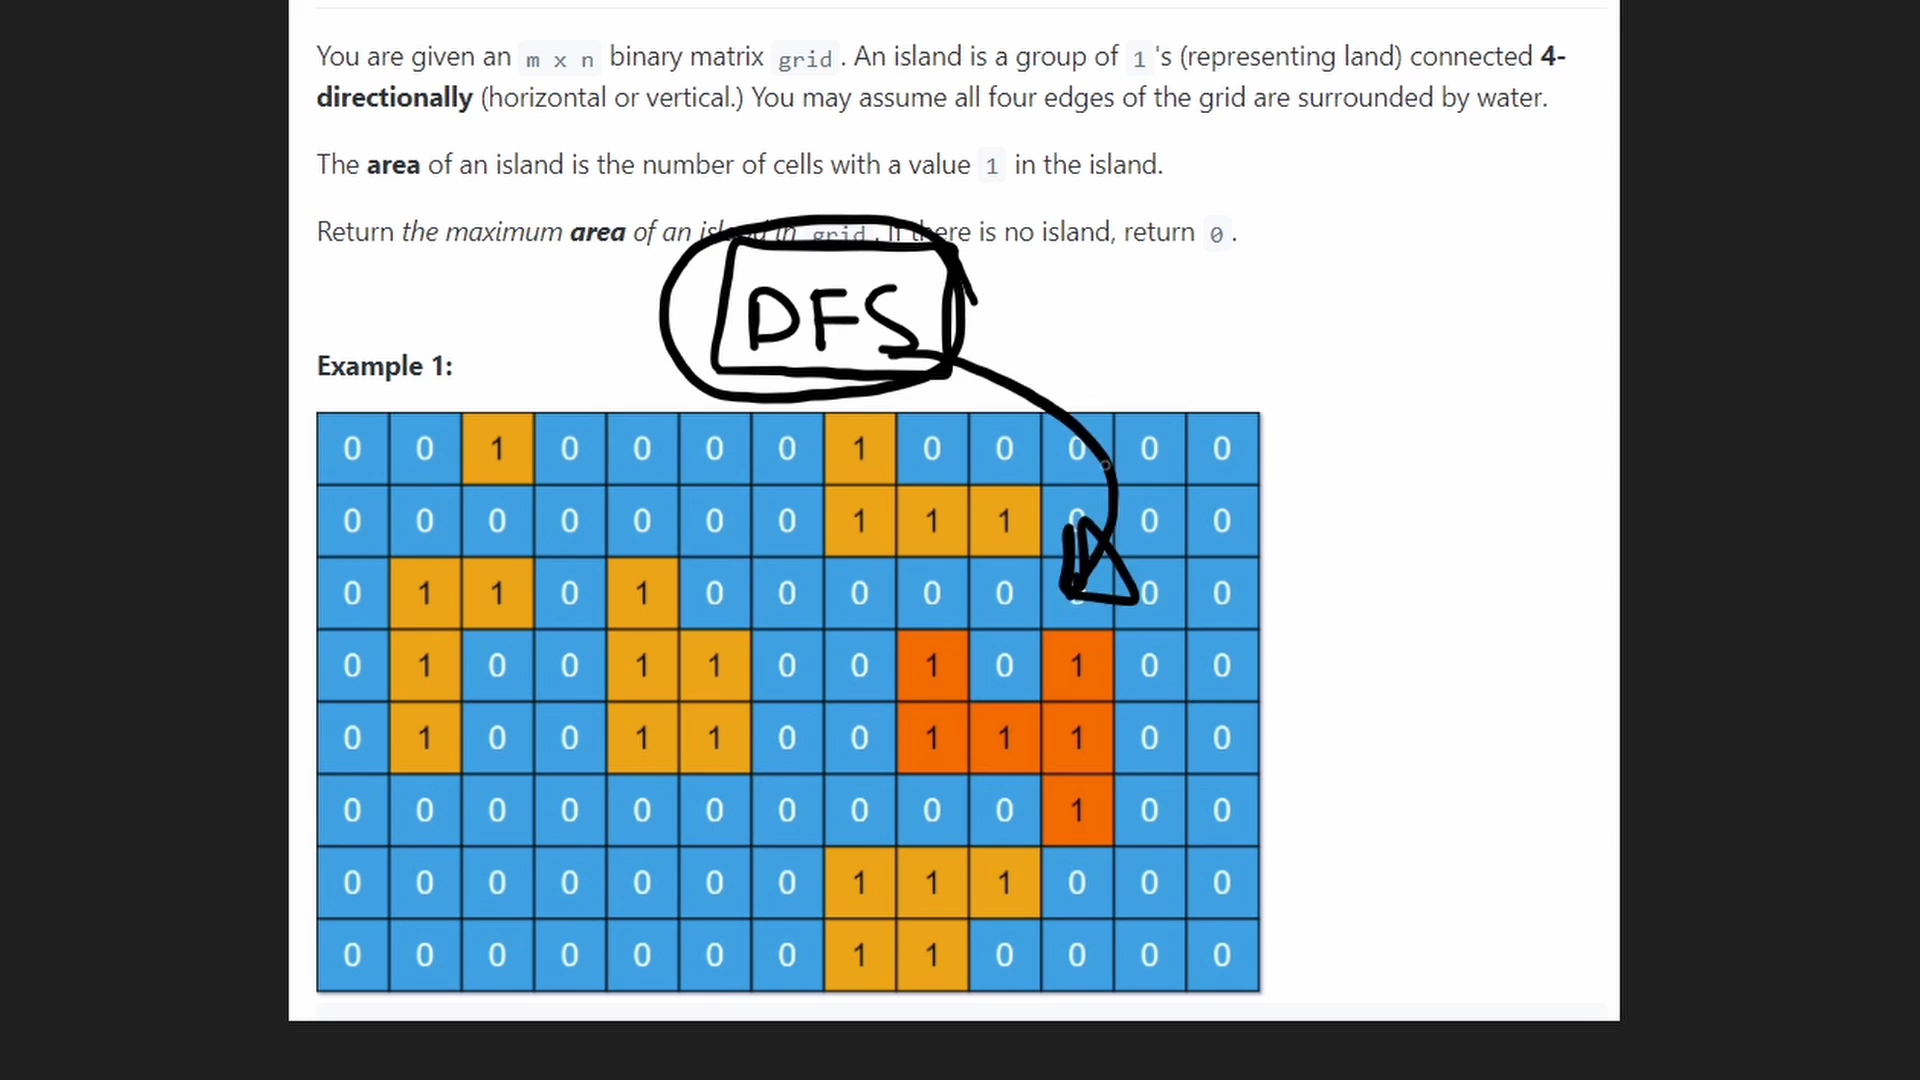 You are given an m x n binary matrix grid. An island is a group of 1's (representing land) connected 4-
directionally (horizontal or vertical.) You may assume all four edges of the grid are surrounded by water.
The area of an island is the number of cells with a value 1 in the island.
Return the maximum area of an island in grid. If there is no island, return 0.
DFS
Example 1:
0 0 1 0 0 0 0 1 0 0 0 0 0
0 0 0 0 0 0 0 1 1 1 0 0 0
0 1 1 0 1 0 0 0 0 0 0 0 0
0 1 0 0 1 1 0 0 1 0 1 0 0
0 1 0 0 1 1 0 0 1 1 1 0 0
0 0 0 0 0 0 0 0 0 0 1 0 0
0 0 0 0 0 0 0 1 1 1 0 0 0
0 0 0 0 0 0 0 1 1 0 0 0 0